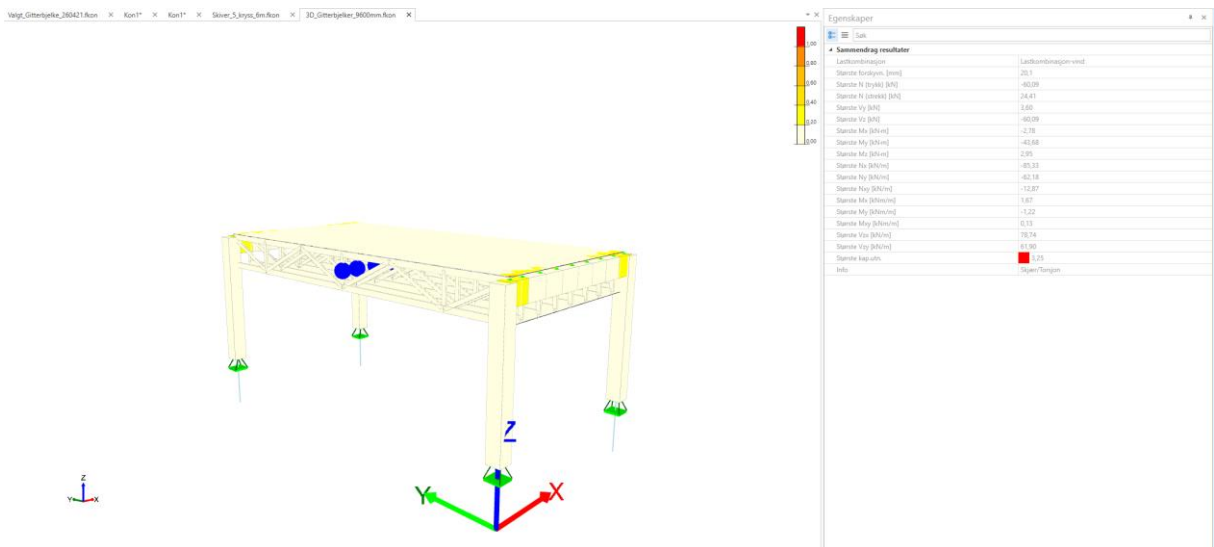 Valgt_Gitterbjelke_260421.fkon × Kon1* × Kon1* × Skiver_5_kryss_6m.fkon × 3D_Gitterbjelker_9600mm.fkon ×
Egenskaper
Søk
Sammendrag resultater
Lastkombinasjon Lastkombinasjon-vind
Største forskyvn. [mm] 20,1
Største N (trykk) [kN] -60,09
Største N (strekk) [kN] 24,41
Største Vy [kN] 3,60
Største Vz [kN] -60,09
Største Mx [kN·m] -2,78
Største My [kN·m] -40,68
Største Mz [kN·m] 2,95
Største Nx [kN/m] -85,33
Største Ny [kN/m] -62,18
Største Nxy [kN/m] -12,87
Største Mx [kNm/m] 1,67
Største My [kNm/m] -1,22
Største Mxy [kNm/m] 0,13
Største Vzx [kN/m] 78,74
Største Vzy [kN/m] 61,90
Største kap.utn. 1,25
Info Skjær/Torsjon
1,00
0,80
0,60
0,40
0,20
0,00
Z
Y
X
Z
Y
X